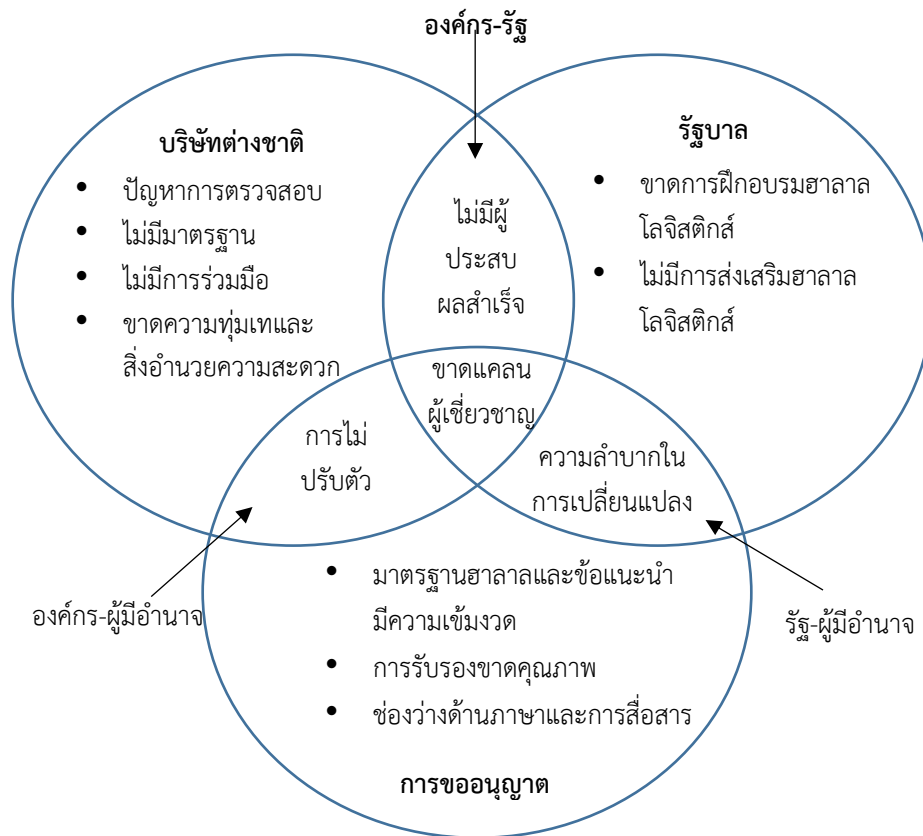 องค์กร-รัฐ
บริษัทต่างชาติ
• ปัญหาการตรวจสอบ
• ไม่มีมาตรฐาน
• ไม่มีการร่วมมือ
• ขาดความทุ่มเทและ
สิ่งอำนวยความสะดวก
ไม่มีผู้
ประสบ
ผลสำเร็จ
รัฐบาล
• ขาดการฝึกอบรมฮาลาล
โลจิสติกส์
• ไม่มีการส่งเสริมฮาลาล
โลจิสติกส์
ขาดแคลน
ผู้เชี่ยวชาญ
การไม่
ปรับตัว
ความลำบากใน
การเปลี่ยนแปลง
องค์กร-ผู้มีอำนาจ
รัฐ-ผู้มีอำนาจ
• มาตรฐานฮาลาลและข้อแนะนำ
มีความเข้มงวด
• การรับรองขาดคุณภาพ
• ช่องว่างด้านภาษาและการสื่อสาร
การขออนุญาต